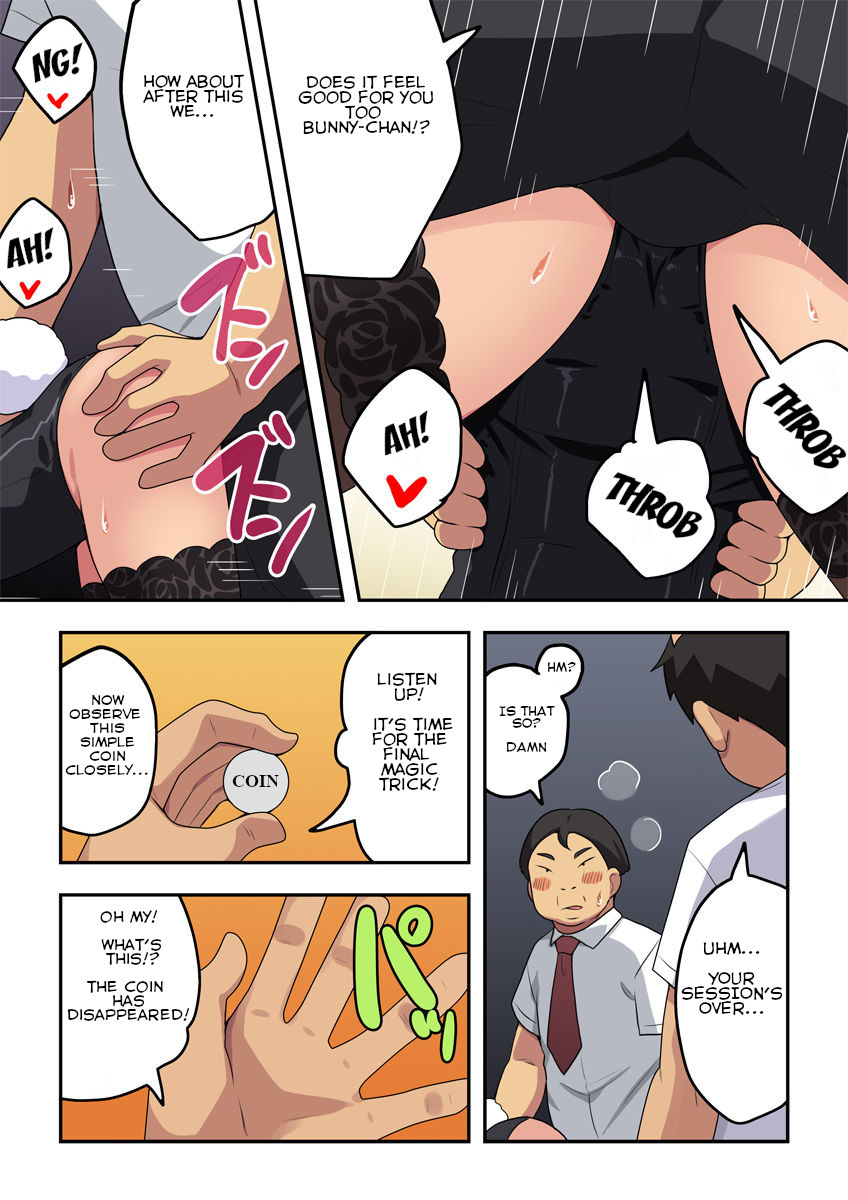 DOES IT FEEL
GOOD FOR YOU
TOO
BUNNY-CHAN!?
THROB
THROB
AH!
HOW ABOUT
AFTER THIS
WE...
NG!
AH!
ズン
ズン
HM?
IS THAT
SO?
DAMN
UHM...
YOUR
SESSION'S
OVER...
LISTEN
UP!
IT'S TIME
FOR THE
FINAL
MAGIC
TRICK!
COIN
NOW
OBSERVE
THIS
SIMPLE
COIN
CLOSELY...
パッ
OH MY!
WHAT'S
THIS!?
THE COIN
HAS
DISAPPEARED!